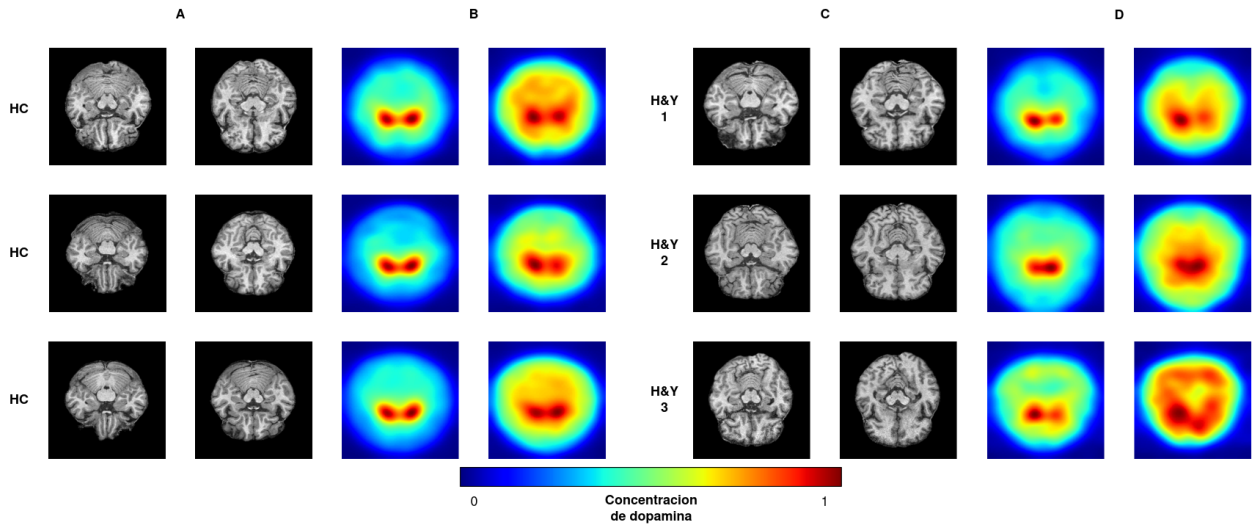 A B C D
HC
H&Y
1
HC
H&Y
2
HC
H&Y
3
0 1
Concentracion
de dopamina